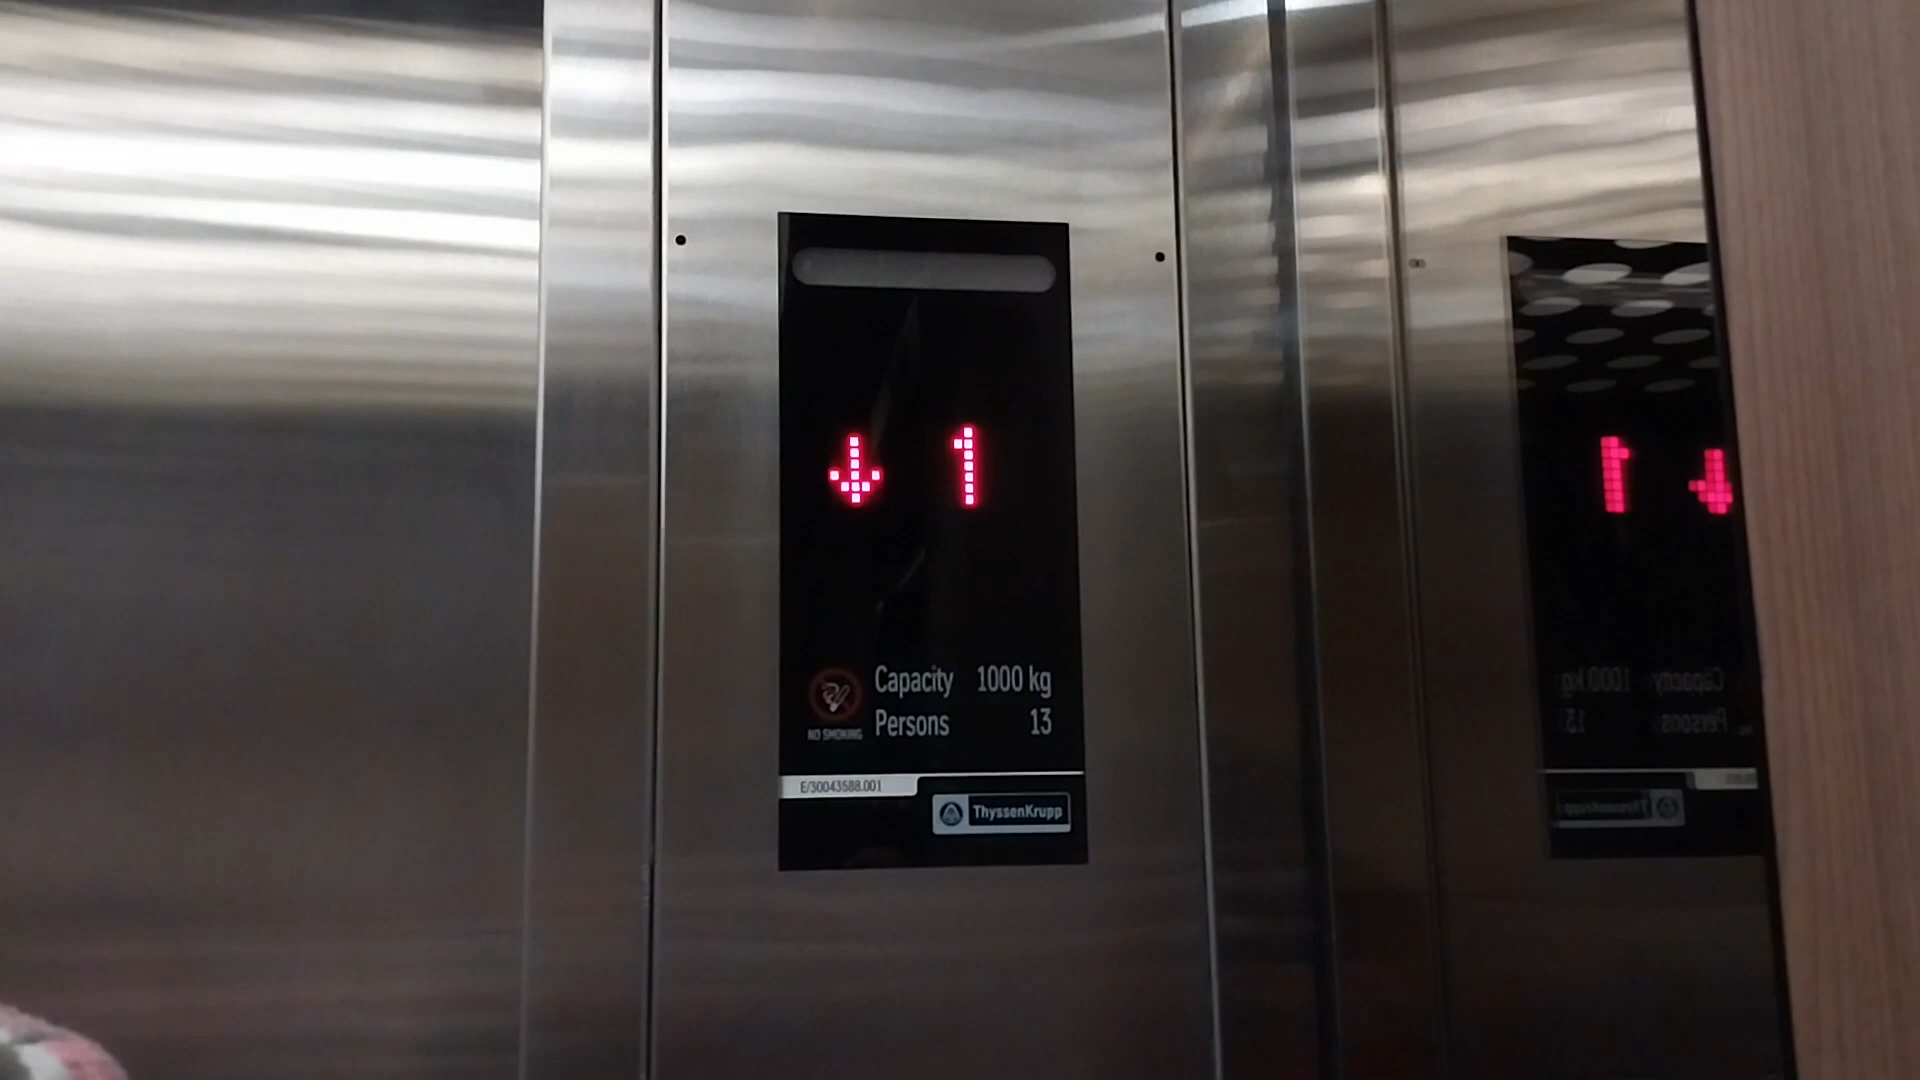 ↓ 1
Capacity 1000 kg
Persons 13
NO SMOKING
E/30043588.001
ThyssenKrupp